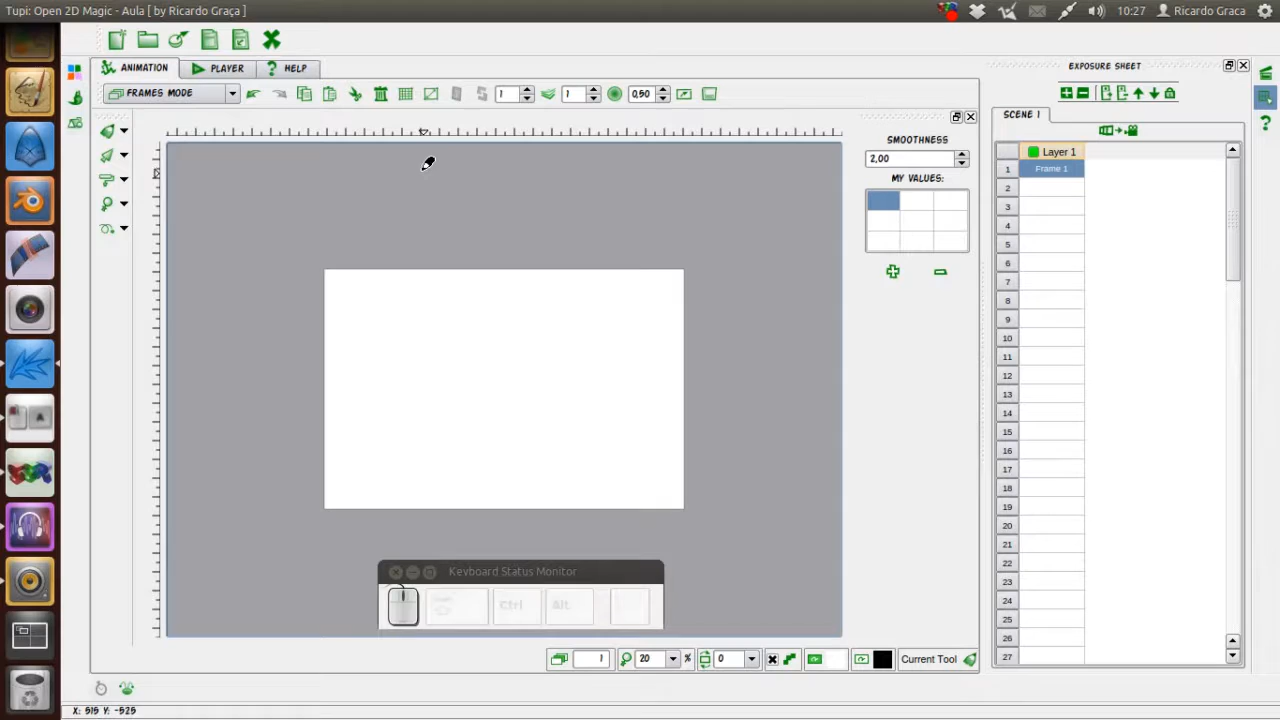 Tupi: Open 2D Magic - Aula [ by Ricardo Graça ]
10:27
Ricardo Graca
ANIMATION
PLAYER
HELP
EXPOSURE SHEET
FRAMES MODE
1
1
0,50
SCENE 1
SMOOTHNESS
2,00
MY VALUES:
Layer 1
1
Frame 1
2
3
4
5
6
7
8
9
10
11
12
13
14
15
16
17
18
19
20
21
22
23
24
25
26
27
Keyboard Status Monitor
A
Ctrl
Alt
1
20
%
0
Current Tool
X: 515 Y: -525